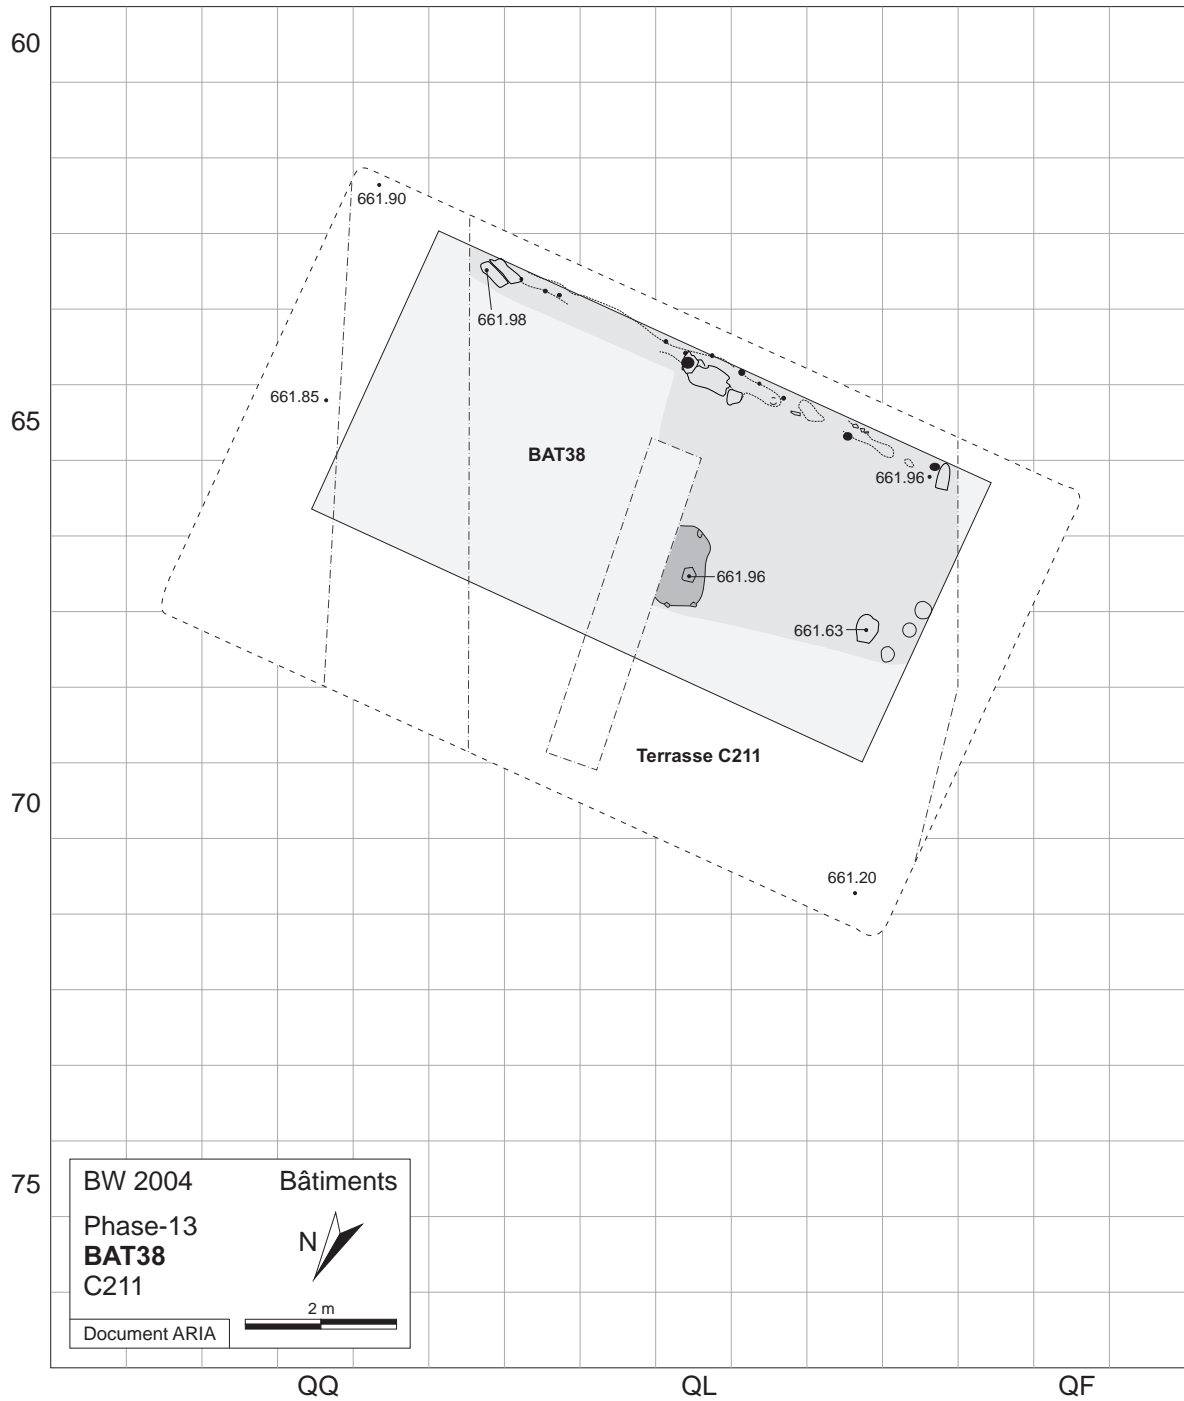 60
661.90
661.98
661.85
65
BAT38
661.96
661.96
661.63
Terrasse C211
70
661.20
75
BW 2004 Bâtiments
Phase-13
BAT38
C211
N
2 m
Document ARIA
QQ QL QF